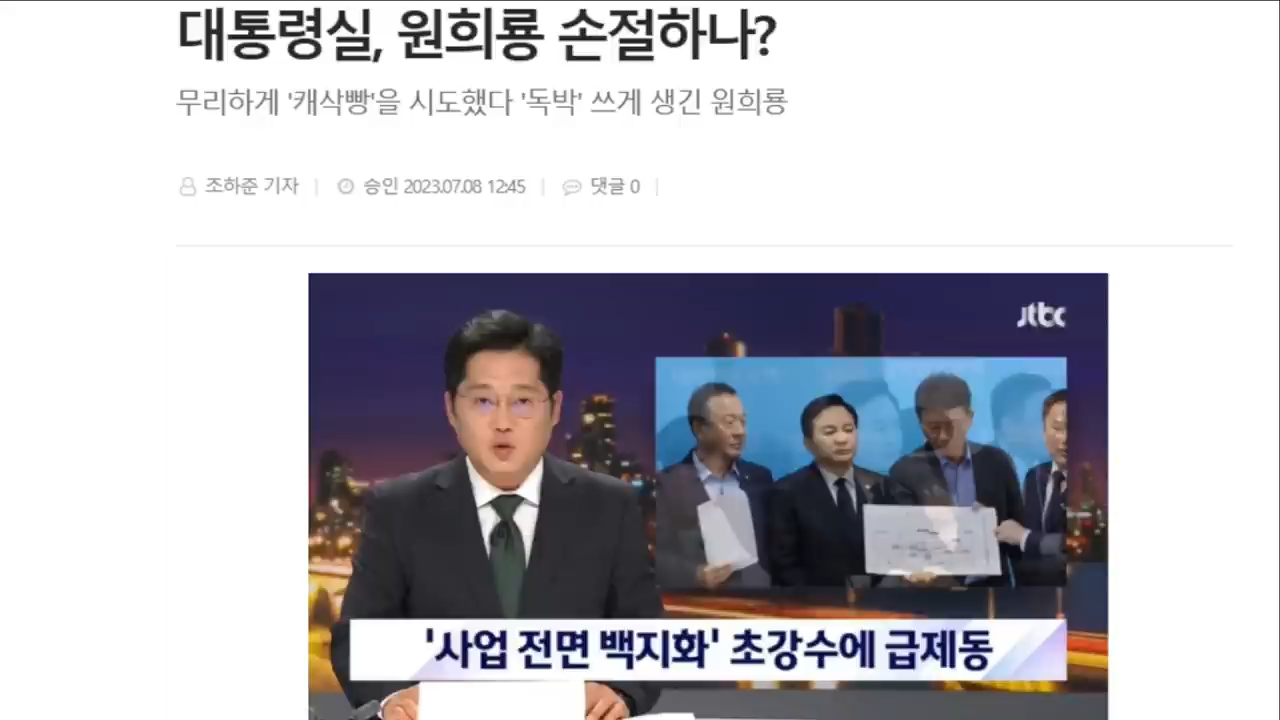 대통령실, 원희룡 손절하나?
무리하게 '캐삭빵'을 시도했다 '독박' 쓰게 생긴 원희룡
조하준 기자 | 승인 2023.07.08 12:45 | 댓글 0 |
jtbc
'사업 전면 백지화' 초강수에 급제동